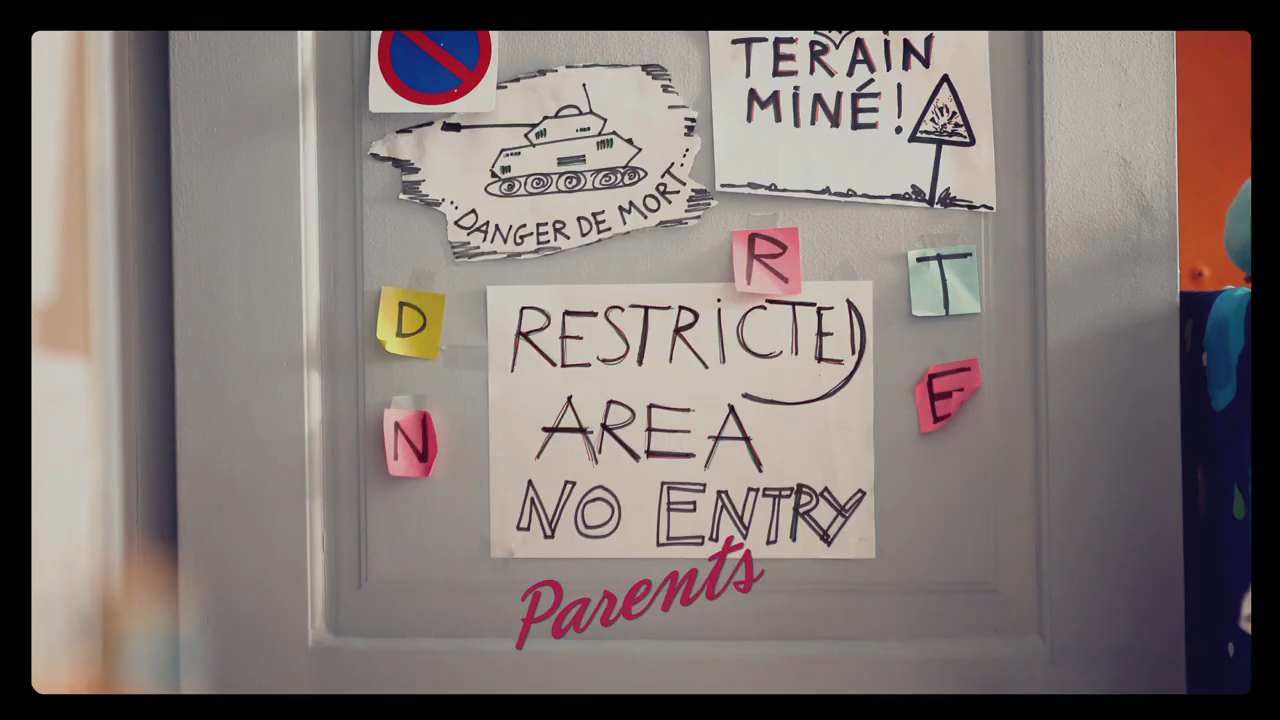 TERAIN
MINÉ!
DANGER DE MORT
R
T
D
RESTRICTED
E
N
AREA
NO ENTRY
Parents